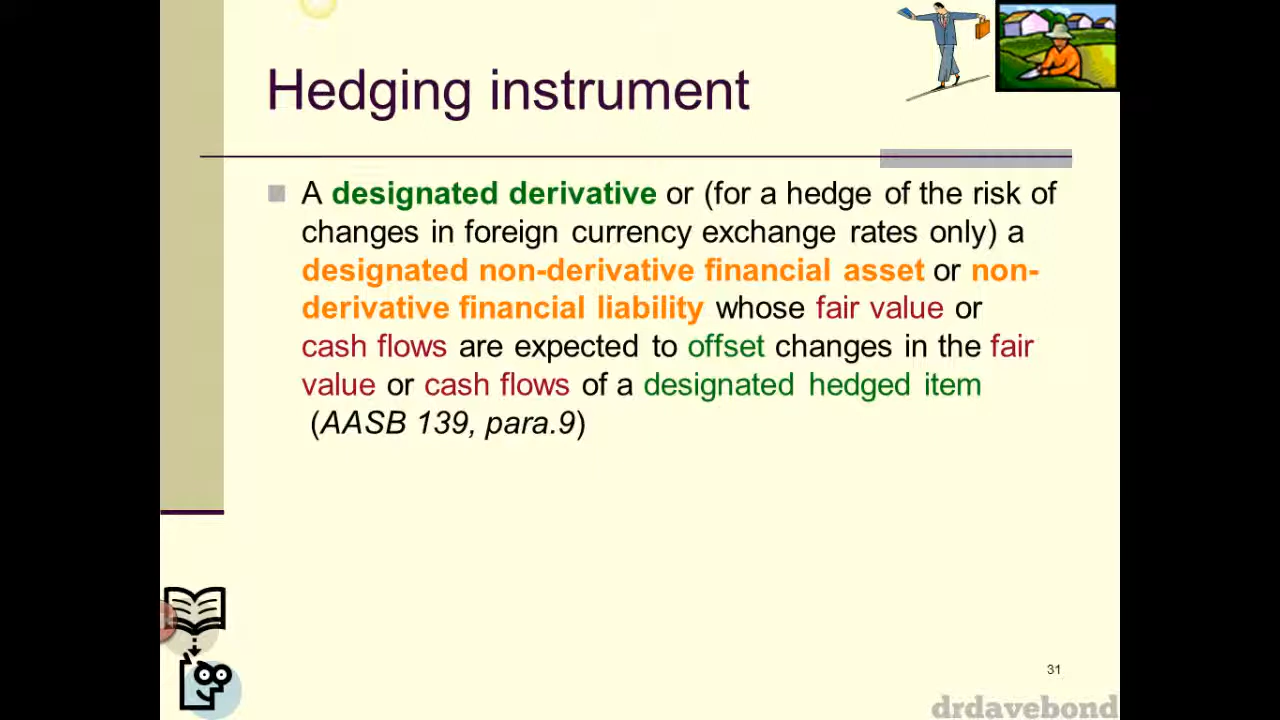 Hedging instrument
A designated derivative or (for a hedge of the risk of
changes in foreign currency exchange rates only) a
designated non-derivative financial asset or non-
derivative financial liability whose fair value or
cash flows are expected to offset changes in the fair
value or cash flows of a designated hedged item
(AASB 139, para.9)
31
drdavebond